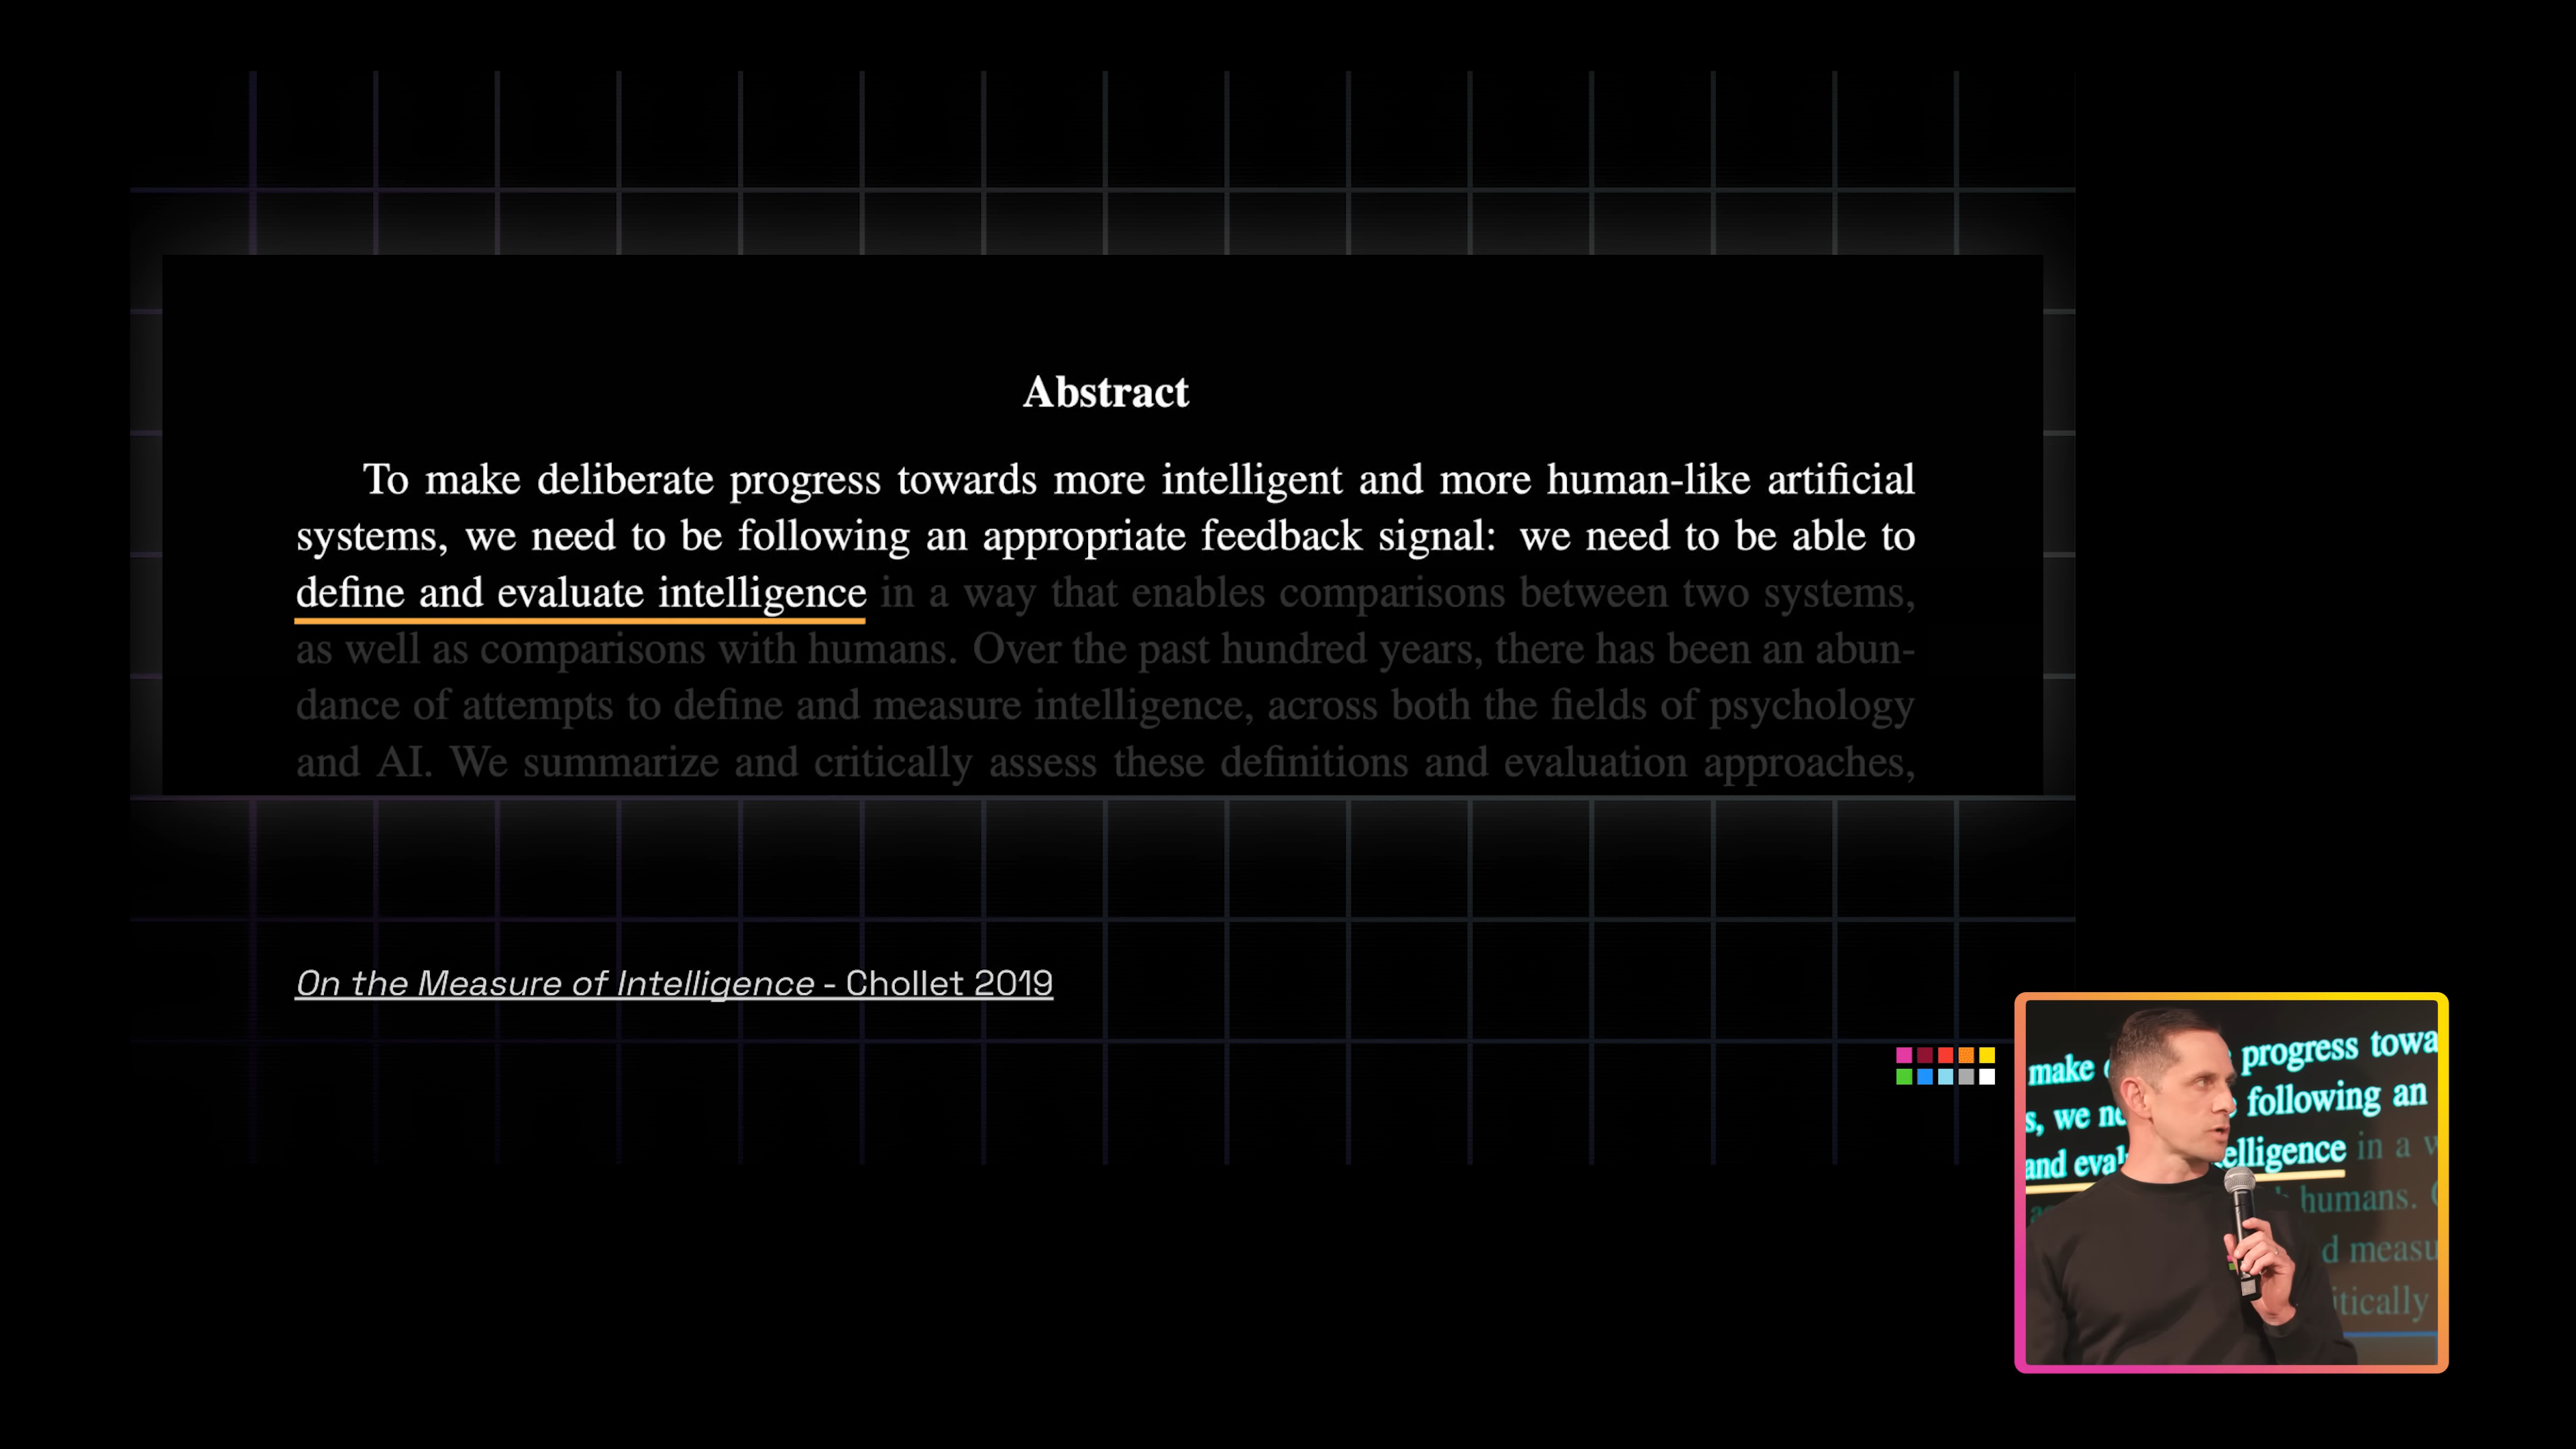 Abstract
To make deliberate progress towards more intelligent and more human-like artificial
systems, we need to be following an appropriate feedback signal: we need to be able to
define and evaluate intelligence in a way that enables comparisons between two systems,
as well as comparisons with humans. Over the past hundred years, there has been an abun-
dance of attempts to define and measure intelligence, across both the fields of psychology
and AI. We summarize and critically assess these definitions and evaluation approaches,
On the Measure of Intelligence - Chollet 2019
make progress towa
s, we following an
and elligence in a
humans.
d measu
itically